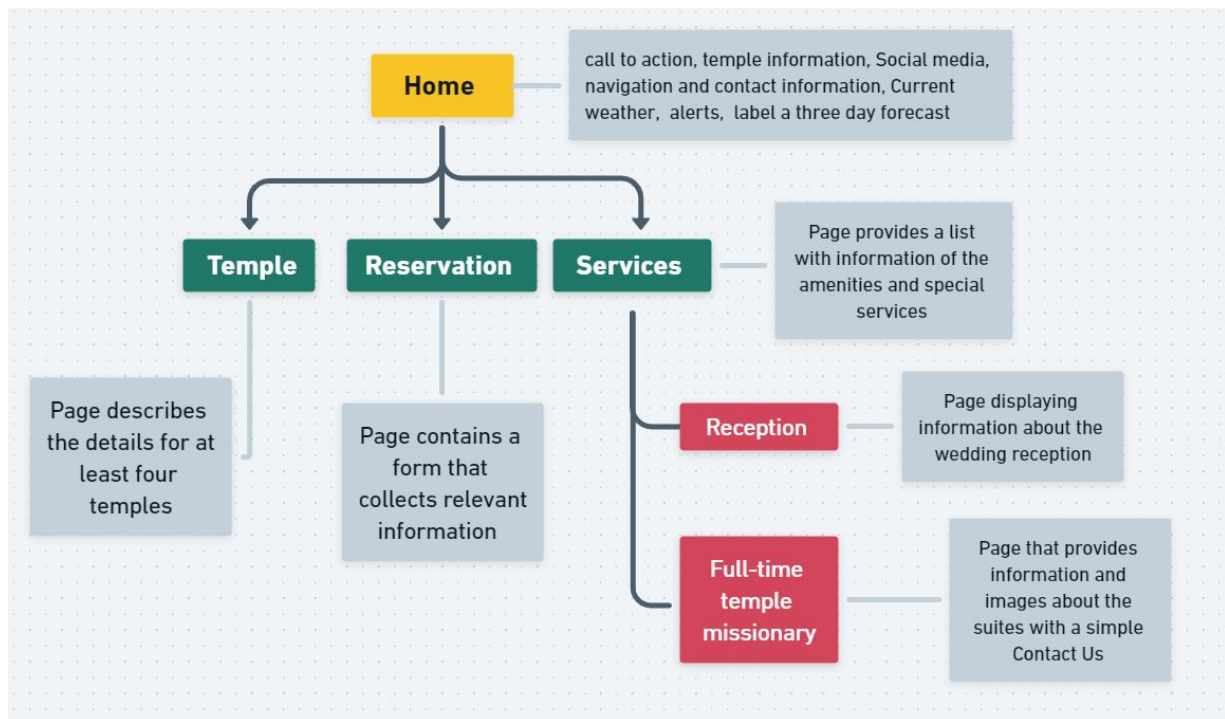 Home
call to action, temple information, Social media,
navigation and contact information, Current
weather, alerts, label a three day forecast
Temple
Reservation
Services
Page provides a list
with information of the
amenities and special
services
Page describes
the details for at
least four
temples
Page contains a
form that
collects relevant
information
Reception
Page displaying
information about the
wedding reception
Full-time
temple
missionary
Page that provides
information and
images about the
suites with a simple
Contact Us